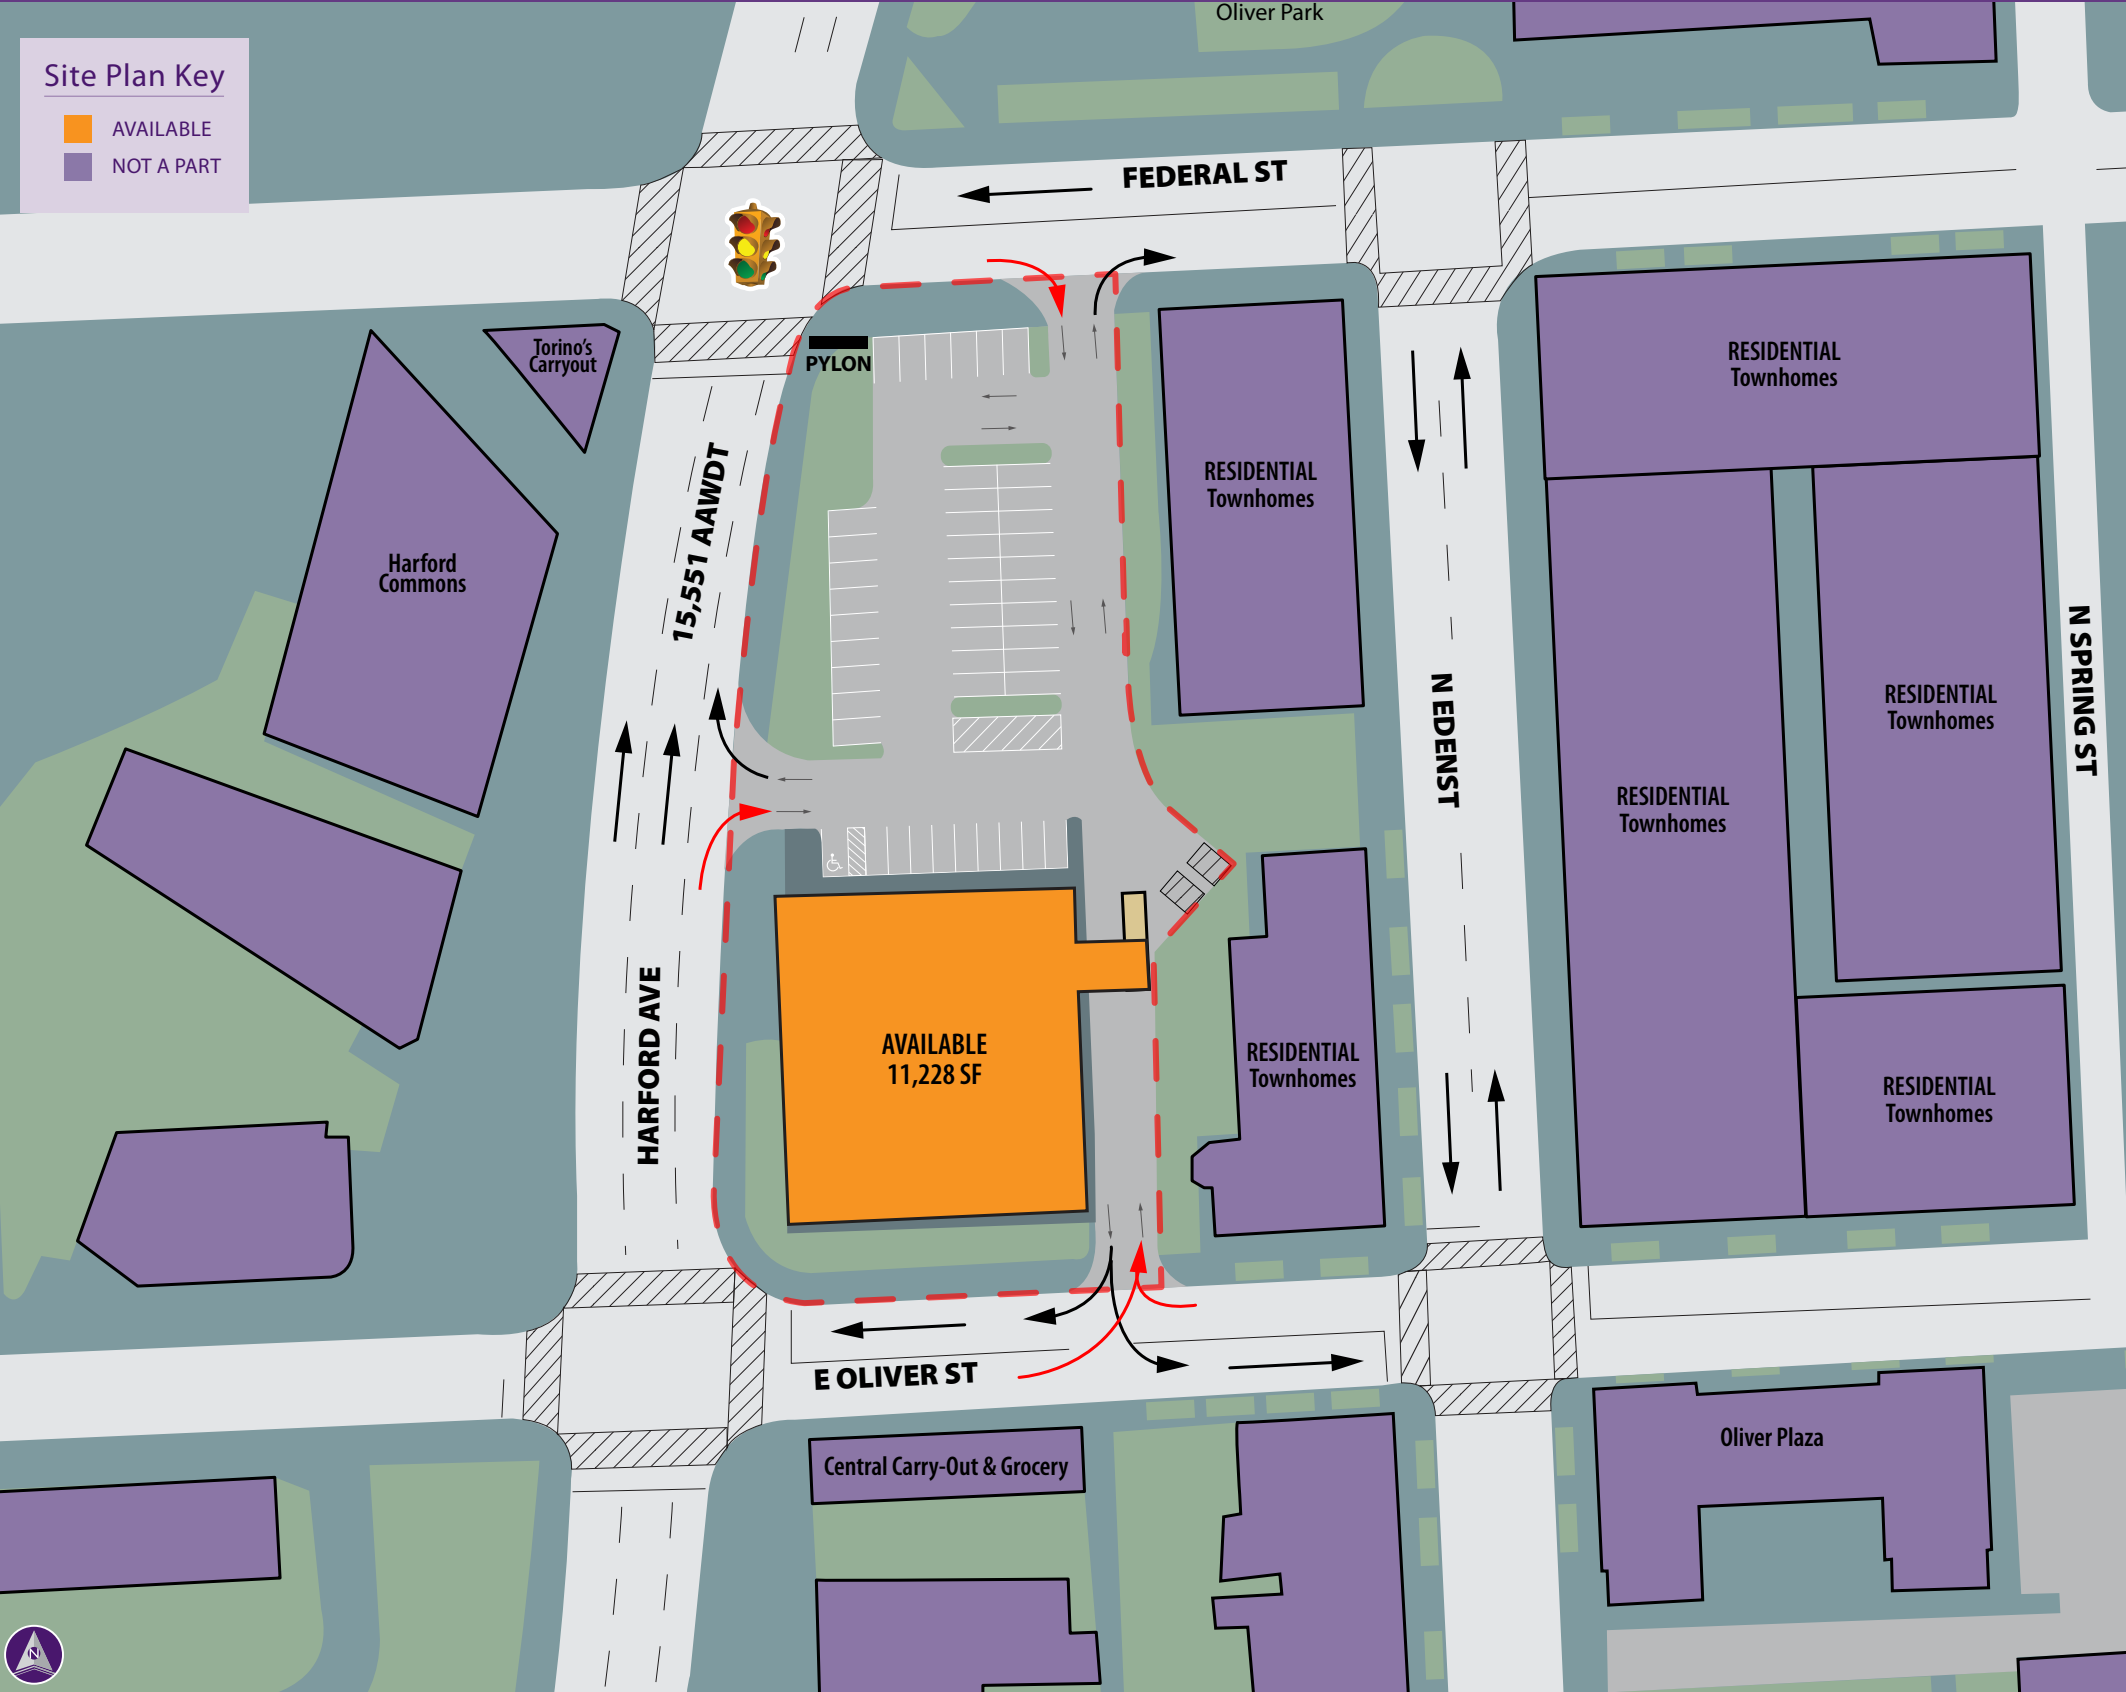 Oliver Park
Site Plan Key
AVAILABLE
NOT A PART
FEDERAL ST
Torino's
Carryout
PYLON
RESIDENTIAL
Townhomes
RESIDENTIAL
Townhomes
15,551 AAWDT
Harford
Commons
N EDENST
N SPRING ST
RESIDENTIAL
Townhomes
RESIDENTIAL
Townhomes
HARFORD AVE
AVAILABLE
11,228 SF
RESIDENTIAL
Townhomes
RESIDENTIAL
Townhomes
E OLIVER ST
Central Carry-Out & Grocery
Oliver Plaza
N